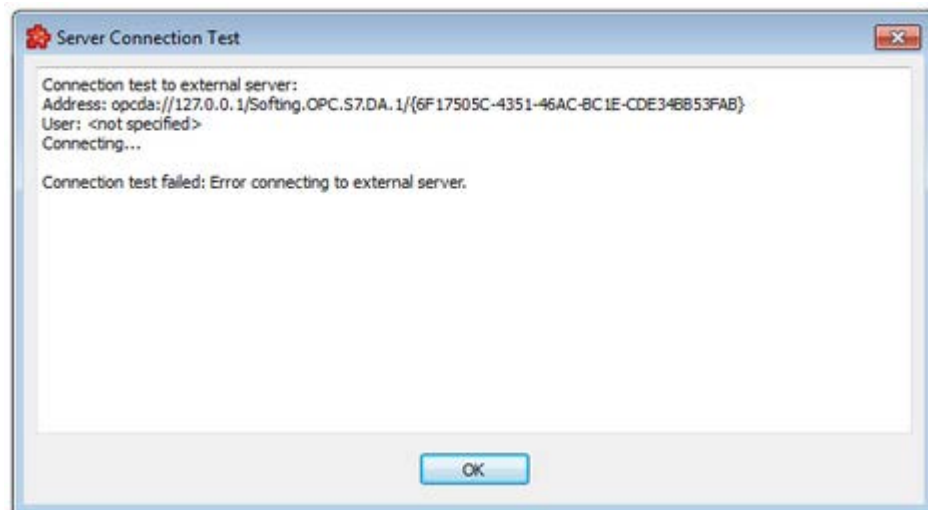 Server Connection Test
Connection test to external server:
Address: opcda://127.0.0.1/Softing.OPC.S7.DA.1/{6F17505C-4351-46AC-BC1E-CDE34BB53FAB}
User: <not specified>
Connecting...
Connection test failed: Error connecting to external server.
OK